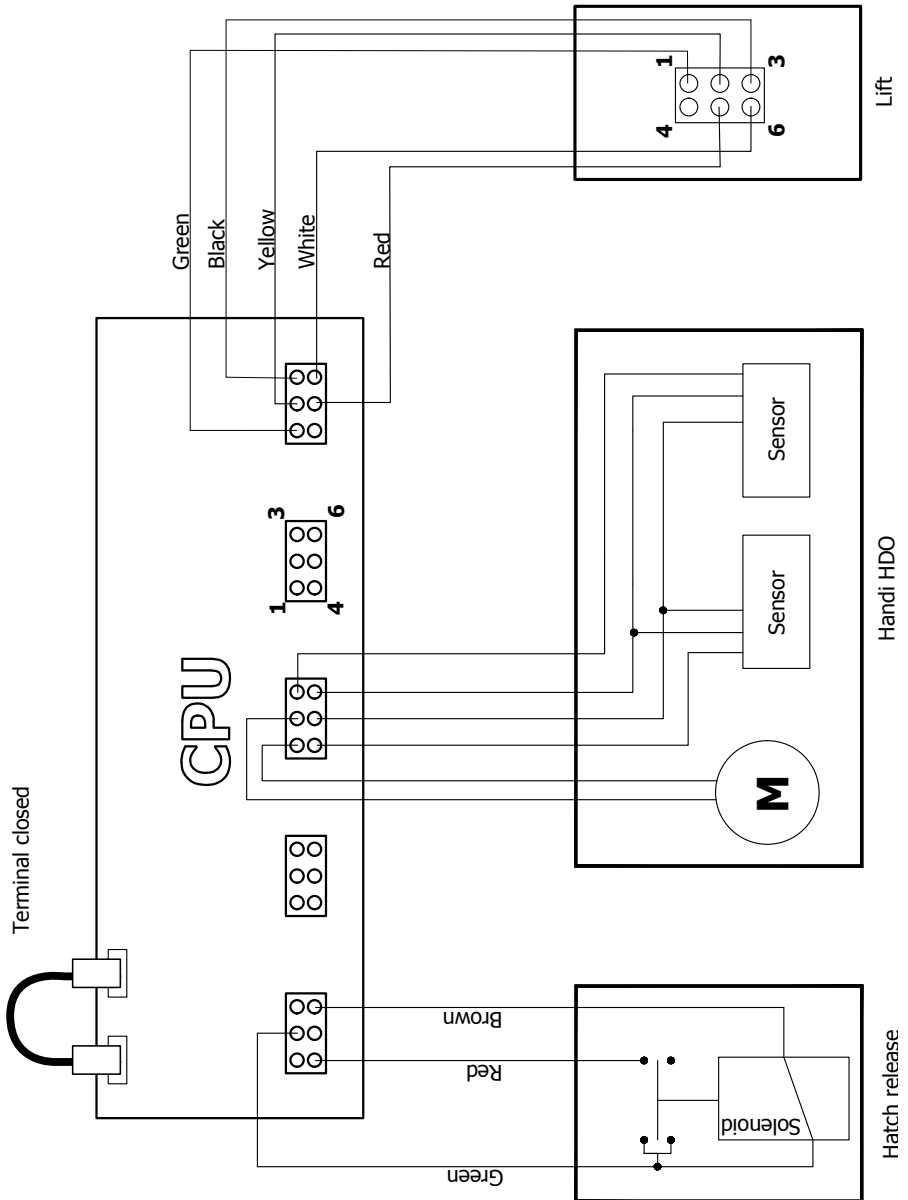 Terminal closed
CPU
Green
Black
Yellow
White
Red
1
3
4
6
1
3
4
6
Lift
Sensor
Sensor
M
Handi HDO
Brown
Red
Green
Solenoid
Hatch release